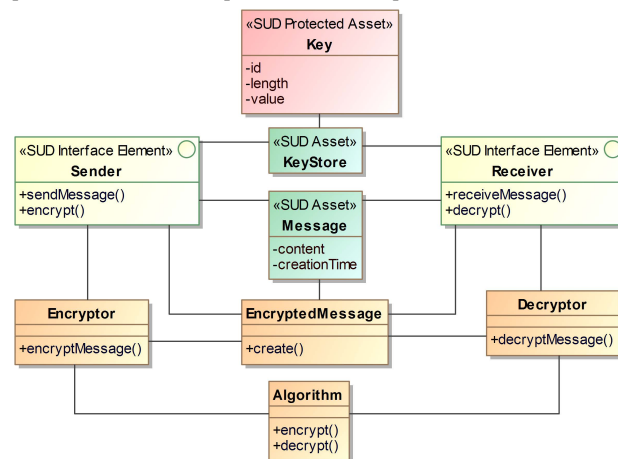 «SUD Protected Asset»
Key
-id
-length
-value
«SUD Interface Element»
Sender
+sendMessage()
+encrypt()
«SUD Asset»
KeyStore
«SUD Interface Element»
Receiver
+receiveMessage()
+decrypt()
«SUD Asset»
Message
-content
-creationTime
Encryptor
+encryptMessage()
EncryptedMessage
+create()
Decryptor
+decryptMessage()
Algorithm
+encrypt()
+decrypt()